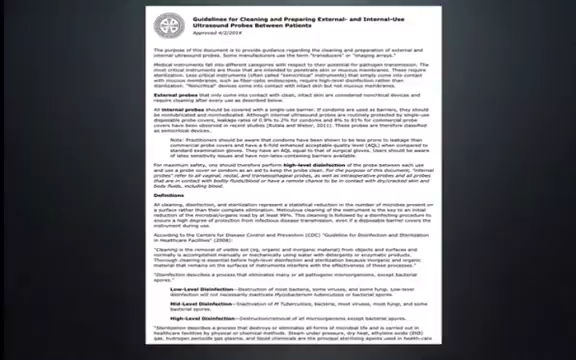 Guidelines for Cleaning and Preparing External- and Internal-Use
Ultrasound Probes Between Patients
Approved 4/2/2014
The purpose of this document is to provide guidance regarding the cleaning and preparation of external and
internal ultrasound probes. Some manufacturers use the term "transducers" or "imaging arrays."
Medical instruments fall into different categories with respect to their potential for pathogen transmission. The
most critical instruments are those that are intended to penetrate skin or mucous membranes. These require
sterilization. Less critical instruments (often called "semicritical" instruments) that simply come into contact
with mucous membranes, such as fiber-optic endoscopes, require high-level disinfection rather than
sterilization. "Noncritical" devices come into contact with intact skin but not mucous membranes.
External probes that only come into contact with clean, intact skin are considered noncritical devices and
require cleaning after every use as described below.
All internal probes should be covered with a single-use barrier. If condoms are used as barriers, they should
be nonlubricated and nonmedicated. Although internal ultrasound probes are routinely protected by single-use
disposable probe covers, leakage rates of 0.9% to 2% for condoms and 8% to 81% for commercial probe
covers have been observed in recent studies (Rutala and Weber, 2011). These probes are therefore classified
as semicritical devices.
Note: Practitioners should be aware that condoms have been shown to be less prone to leakage than
commercial probe covers and have a 6-fold enhanced acceptable quality level (AQL) when compared to
standard examination gloves. They have an AQL equal to that of surgical gloves. Users should be aware
of latex sensitivity issues and have non-latex-containing barriers available.
For maximum safety, one should therefore perform high-level disinfection of the probe between each use
and use a probe cover or condom as an aid to keep the probe clean. For the purpose of this document, "internal
probes" refer to all vaginal, rectal, and transesophageal probes, as well as intraoperative probes and all probes
that are in contact with bodily fluids/blood or have a remote chance to be in contact with dry/cracked skin and
body fluids, including blood.
Definitions
All cleaning, disinfection, and sterilization represent a statistical reduction in the number of microbes present on
a surface rather than their complete elimination. Meticulous cleaning of the instrument is the key to an initial
reduction of the microbial/organic load by at least 99%. This cleaning is followed by a disinfecting procedure to
ensure a high degree of protection from infectious disease transmission, even if a disposable barrier covers the
instrument during use.
According to the Centers for Disease Control and Prevention (CDC) "Guideline for Disinfection and Sterilization
in Healthcare Facilities" (2008):
"Cleaning is the removal of visible soil (eg, organic and inorganic material) from objects and surfaces and
normally is accomplished manually or mechanically using water with detergents or enzymatic products.
Thorough cleaning is essential before high-level disinfection and sterilization because inorganic and organic
material that remains on the surfaces of instruments interferes with the effectiveness of these processes."
"Disinfection describes a process that eliminates many or all pathogenic microorganisms, except bacterial
spores."
Low-Level Disinfection—Destruction of most bacteria, some viruses, and some fungi. Low-level
disinfection will not necessarily inactivate Mycobacterium tuberculosis or bacterial spores.
Mid-Level Disinfection—Inactivation of M Tuberculosis, bacteria, most viruses, most fungi, and some
bacterial spores.
High-Level Disinfection—Destruction/removal of all microorganisms except bacterial spores.
"Sterilization describes a process that destroys or eliminates all forms of microbial life and is carried out in
healthcare facilities by physical or chemical methods. Steam under pressure, dry heat, ethylene oxide (EtO)
gas, hydrogen peroxide gas plasma, and liquid chemicals are the principal sterilizing agents used in health-care